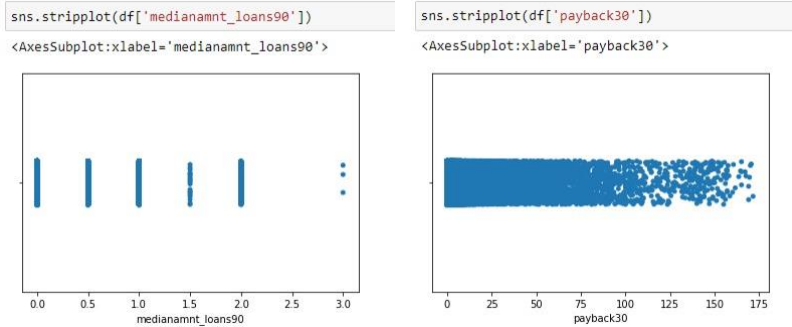 sns.stripplot(df['medianamnt_loans90'])
<AxesSubplot:xlabel='medianamnt_loans90'>
0.0 0.5 1.0 1.5 2.0 2.5 3.0
medianamnt_loans90
sns.stripplot(df['payback30'])
<AxesSubplot:xlabel='payback30'>
0 25 50 75 100 125 150 175
payback30